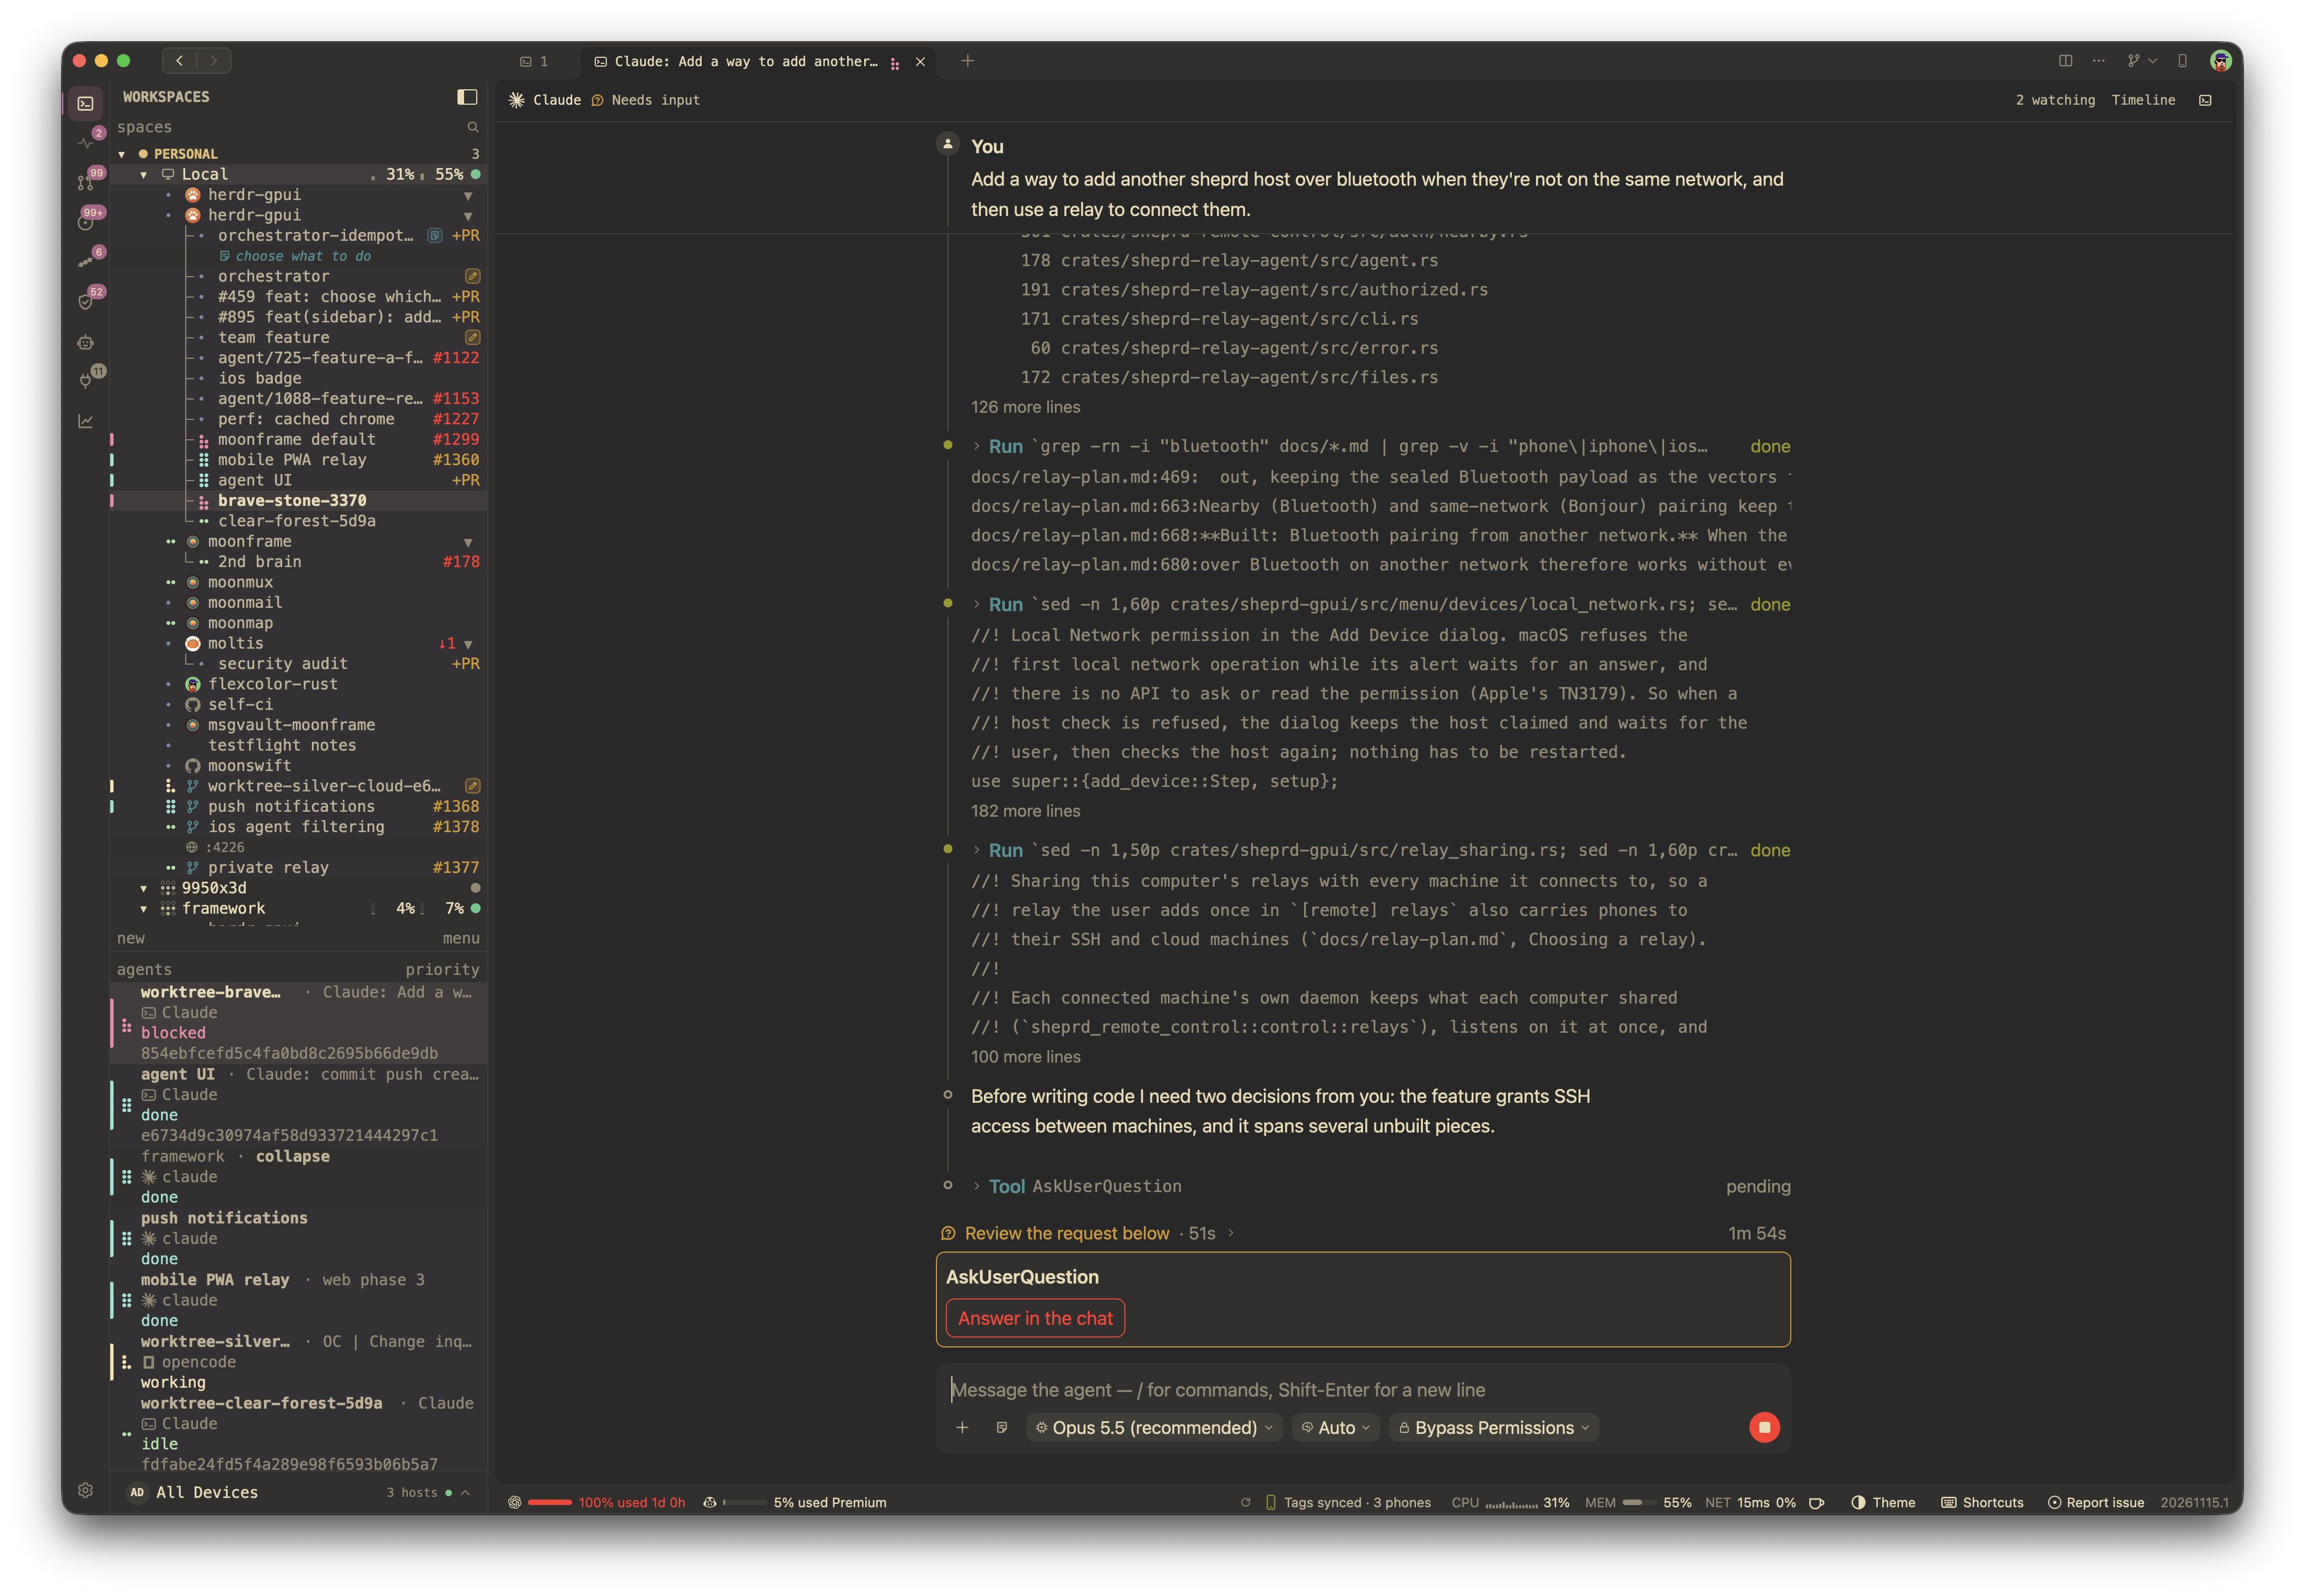 1
Claude: Add a way to add another…
WORKSPACES
spaces
PERSONAL 3
Local 31% 55%
herdr-gpui
herdr-gpui
orchestrator-idempot… +PR
choose what to do
orchestrator
#459 feat: choose which… +PR
#895 feat(sidebar): add… +PR
team feature
agent/725-feature-a-f… #1122
ios badge
agent/1088-feature-re… #1153
perf: cached chrome #1227
moonframe default #1299
mobile PWA relay #1360
agent UI +PR
brave-stone-3370
clear-forest-5d9a
moonframe
2nd brain #178
moonmux
moonmail
moonmap
moltis ↓1
security audit +PR
flexcolor-rust
self-ci
msgvault-moonframe
testflight notes
moonswift
worktree-silver-cloud-e6…
push notifications #1368
ios agent filtering #1378
:4226
private relay #1377
9950x3d
framework 4% 7%
new menu
agents priority
worktree-brave… · Claude: Add a w…
Claude
blocked
854ebfcefd5c4fa0bd8c2695b66de9db
agent UI · Claude: commit push crea…
Claude
done
e6734d9c30974af58d933721444297c1
framework · collapse
claude
done
push notifications
claude
done
mobile PWA relay · web phase 3
claude
done
worktree-silver… · OC | Change inq…
opencode
working
worktree-clear-forest-5d9a · Claude
Claude
idle
fdfabe24fd5f4a289e98f6593b06b5a7
AD All Devices 3 hosts
2
99
99+
6
52
11
Claude Needs input
2 watching Timeline
You
Add a way to add another sheprd host over bluetooth when they're not on the same network, and
then use a relay to connect them.
178 crates/sheprd-relay-agent/src/agent.rs
191 crates/sheprd-relay-agent/src/authorized.rs
171 crates/sheprd-relay-agent/src/cli.rs
60 crates/sheprd-relay-agent/src/error.rs
172 crates/sheprd-relay-agent/src/files.rs
126 more lines
Run `grep -rn -i "bluetooth" docs/*.md | grep -v -i "phone\|iphone\|ios… done
docs/relay-plan.md:469:  out, keeping the sealed Bluetooth payload as the vectors
docs/relay-plan.md:663:Nearby (Bluetooth) and same-network (Bonjour) pairing keep
docs/relay-plan.md:668:**Built: Bluetooth pairing from another network.** When the
docs/relay-plan.md:680:over Bluetooth on another network therefore works without
Run `sed -n 1,60p crates/sheprd-gpui/src/menu/devices/local_network.rs; se… done
//! Local Network permission in the Add Device dialog. macOS refuses the
//! first local network operation while its alert waits for an answer, and
//! there is no API to ask or read the permission (Apple's TN3179). So when a
//! host check is refused, the dialog keeps the host claimed and waits for the
//! user, then checks the host again; nothing has to be restarted.
use super::{add_device::Step, setup};
182 more lines
Run `sed -n 1,50p crates/sheprd-gpui/src/relay_sharing.rs; sed -n 1,60p cr… done
//! Sharing this computer's relays with every machine it connects to, so a
//! relay the user adds once in `[remote] relays` also carries phones to
//! their SSH and cloud machines (`docs/relay-plan.md`, Choosing a relay).
//!
//! Each connected machine's own daemon keeps what each computer shared
//! (`sheprd_remote_control::control::relays`), listens on it at once, and
100 more lines
Before writing code I need two decisions from you: the feature grants SSH
access between machines, and it spans several unbuilt pieces.
Tool AskUserQuestion pending
Review the request below · 51s 1m 54s
AskUserQuestion
Answer in the chat
Message the agent — / for commands, Shift-Enter for a new line
Opus 5.5 (recommended) Auto Bypass Permissions
100% used 1d 0h 5% used Premium Tags synced · 3 phones CPU 31% MEM 55% NET 15ms 0% Theme Shortcuts Report issue 20261115.1